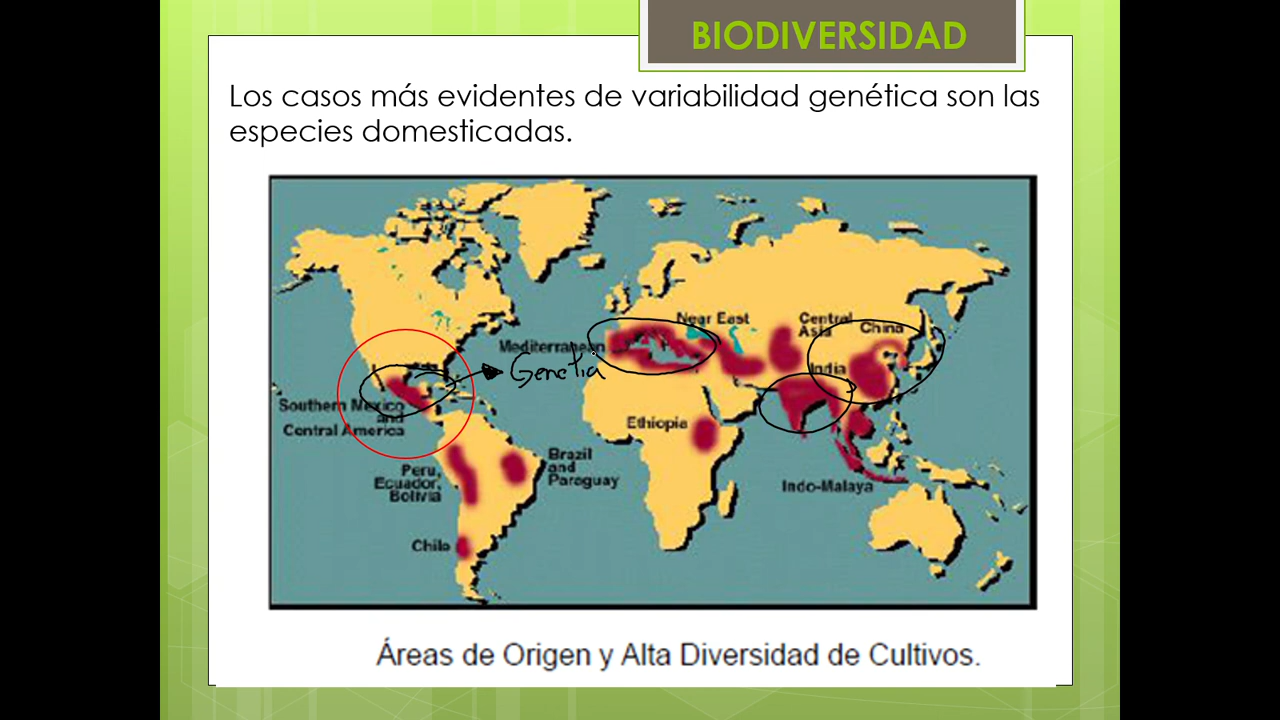 BIODIVERSIDAD
Los casos más evidentes de variabilidad genética son las
especies domesticadas.
Near East
Central
Asia
China
Mediterranean
India
Genetia
Southern Mexico
and
Central America
Ethiopia
Brazil
and
Paraguay
Peru,
Ecuador,
Bolivia
Indo-Malaya
Chile
Áreas de Origen y Alta Diversidad de Cultivos.